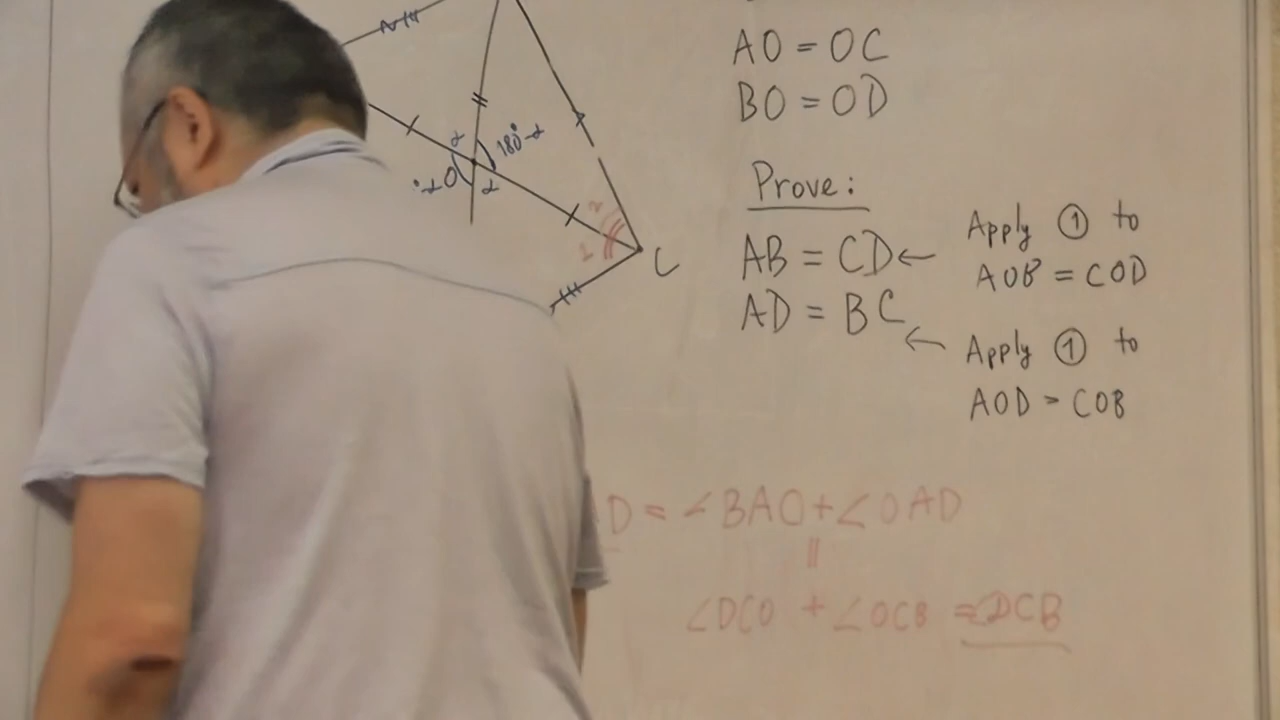 AO = OC
BO = OD
Prove:
AB = CD ← Apply ① to
AOB = COD
AD = BC
← Apply ① to
AOD = COB
α
180°-α
°-α O
α
C
D = ∠BAO + ∠OAD
||
∠DCO + ∠OCB = DCB